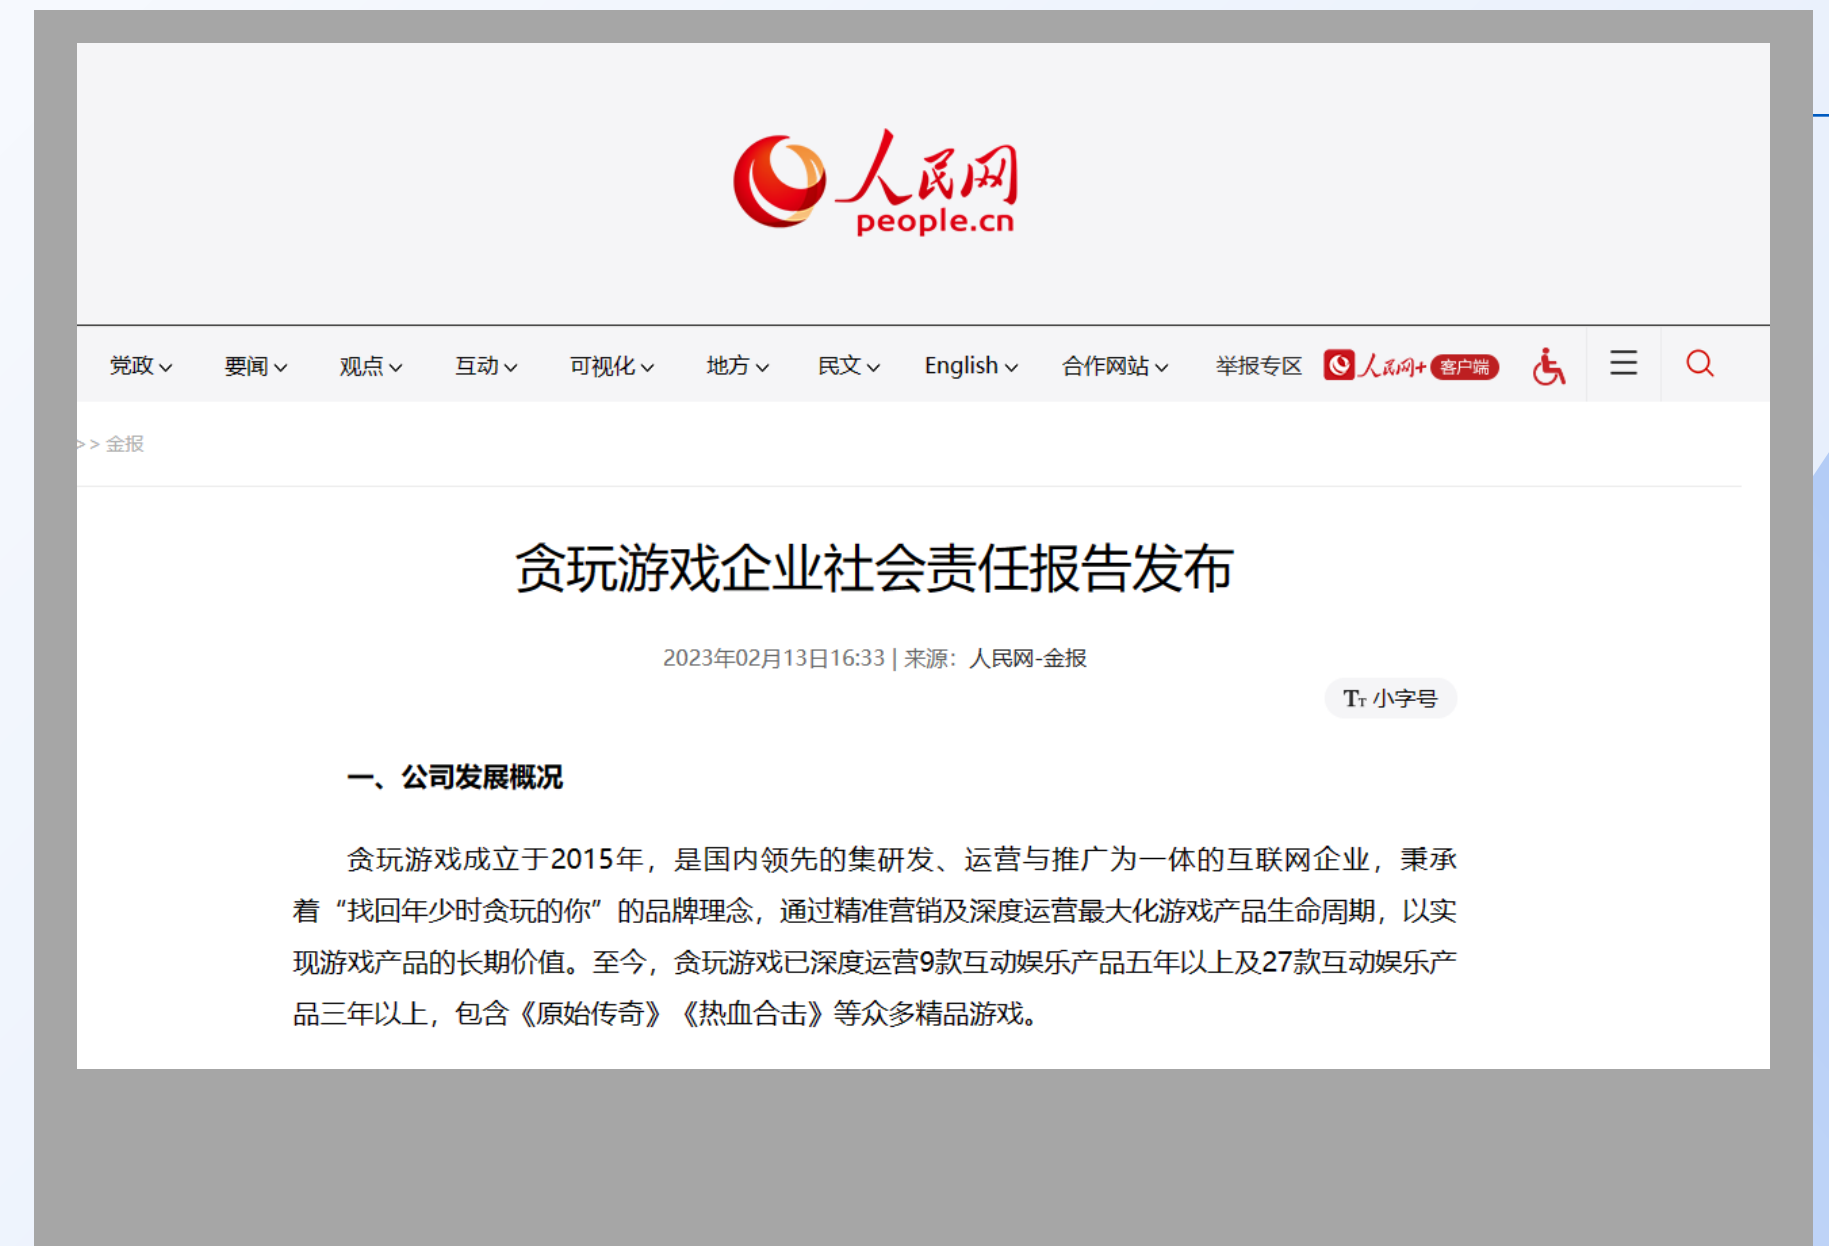 人民网
people.cn
党政 要闻 观点 互动 可视化 地方 民文 English 合作网站 举报专区 人民网+ 客户端
>> 金报
贪玩游戏企业社会责任报告发布
2023年02月13日16:33 | 来源：人民网-金报
TT 小字号
一、公司发展概况
贪玩游戏成立于2015年，是国内领先的集研发、运营与推广为一体的互联网企业，秉承
着“找回年少时贪玩的你”的品牌理念，通过精准营销及深度运营最大化游戏产品生命周期，以实
现游戏产品的长期价值。至今，贪玩游戏已深度运营9款互动娱乐产品五年以上及27款互动娱乐产
品三年以上，包含《原始传奇》《热血合击》等众多精品游戏。